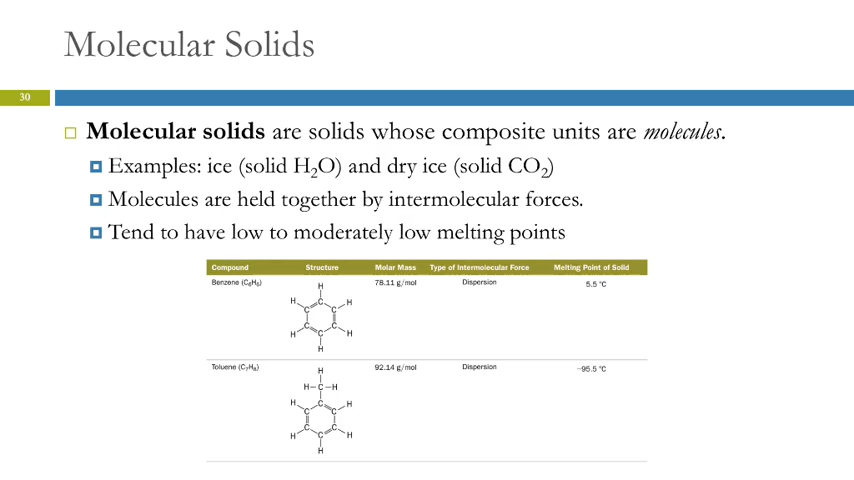 Molecular Solids
30
Molecular solids are solids whose composite units are molecules.
Examples: ice (solid H₂O) and dry ice (solid CO₂)
Molecules are held together by intermolecular forces.
Tend to have low to moderately low melting points
Compound Structure Molar Mass Type of Intermolecular Force Melting Point of Solid
Benzene (C₆H₆) 78.11 g/mol Dispersion 5.5 °C
H
H C H
C C
C C
H C H
H
Toluene (C₇H₈) 92.14 g/mol Dispersion −95.5 °C
H
H C H
H C H
C C
C C
H C H
H